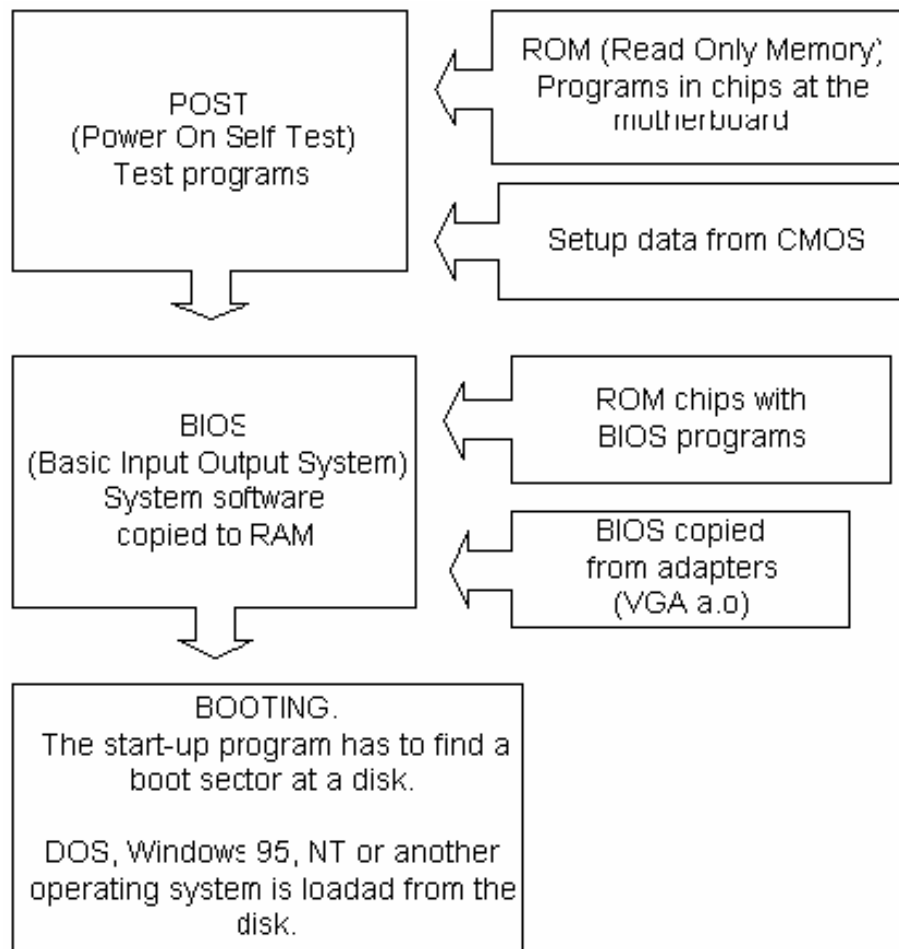 POST
(Power On Self Test)
Test programs
ROM (Read Only Memory)
Programs in chips at the
motherboard
Setup data from CMOS
BIOS
(Basic Input Output System)
System software
copied to RAM
ROM chips with
BIOS programs
BIOS copied
from adapters
(VGA a.o)
BOOTING.
The start-up program has to find a
boot sector at a disk.
DOS, Windows 95, NT or another
operating system is loadad from the
disk.